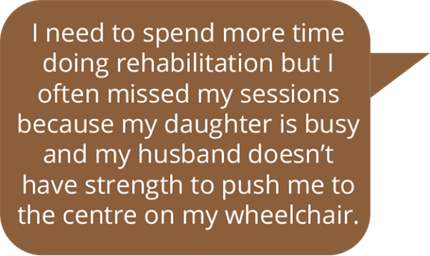 I need to spend more time
doing rehabilitation but I
often missed my sessions
because my daughter is busy
and my husband doesn’t
have strength to push me to
the centre on my wheelchair.